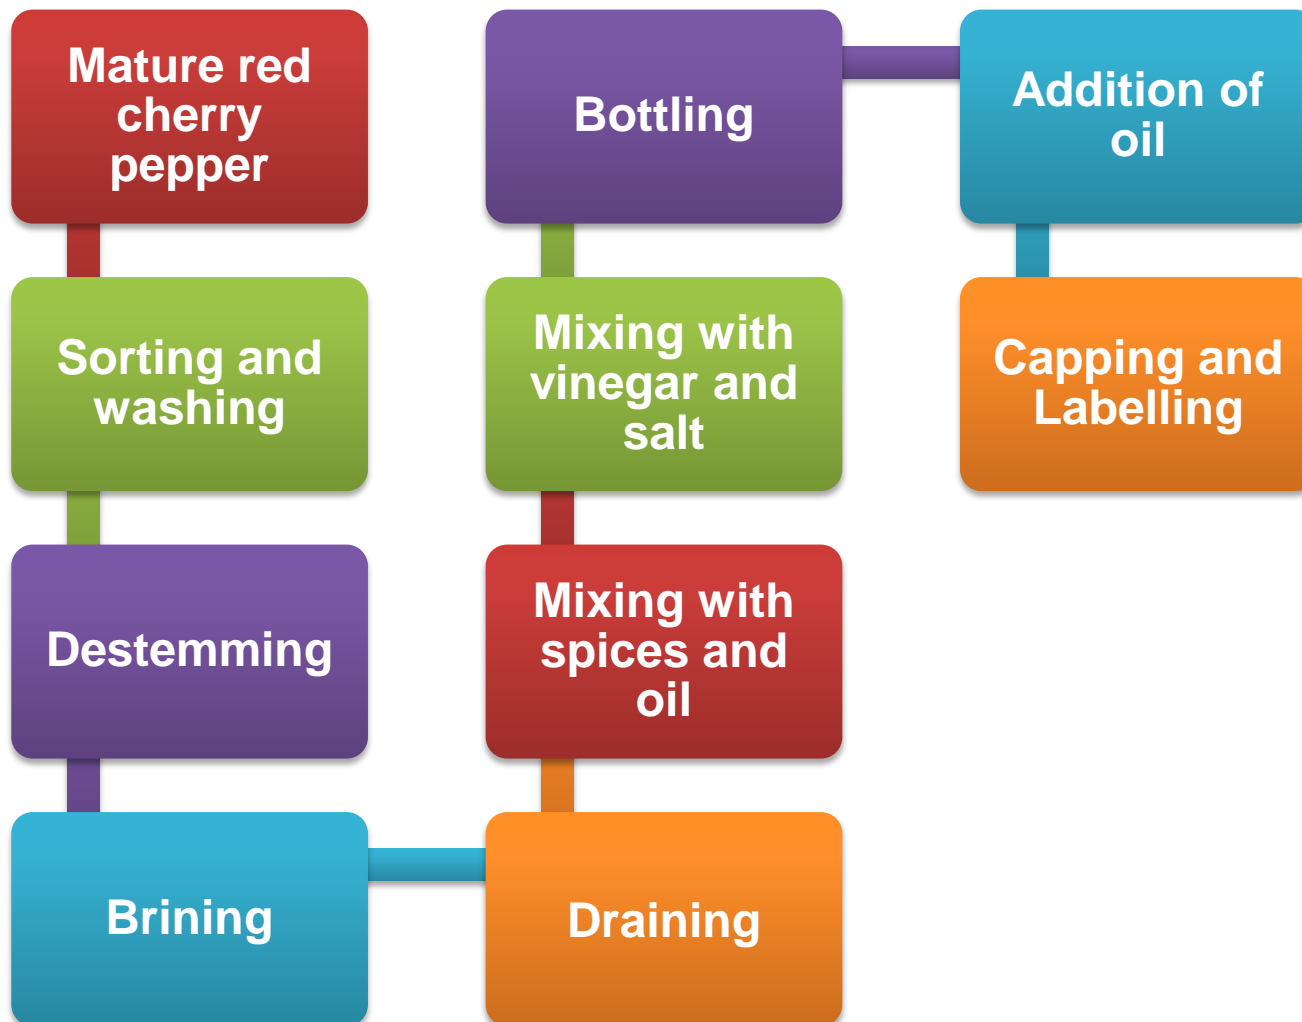 Mature red
cherry
pepper
Sorting and
washing
Destemming
Brining
Draining
Mixing with
spices and
oil
Mixing with
vinegar and
salt
Bottling
Addition of
oil
Capping and
Labelling